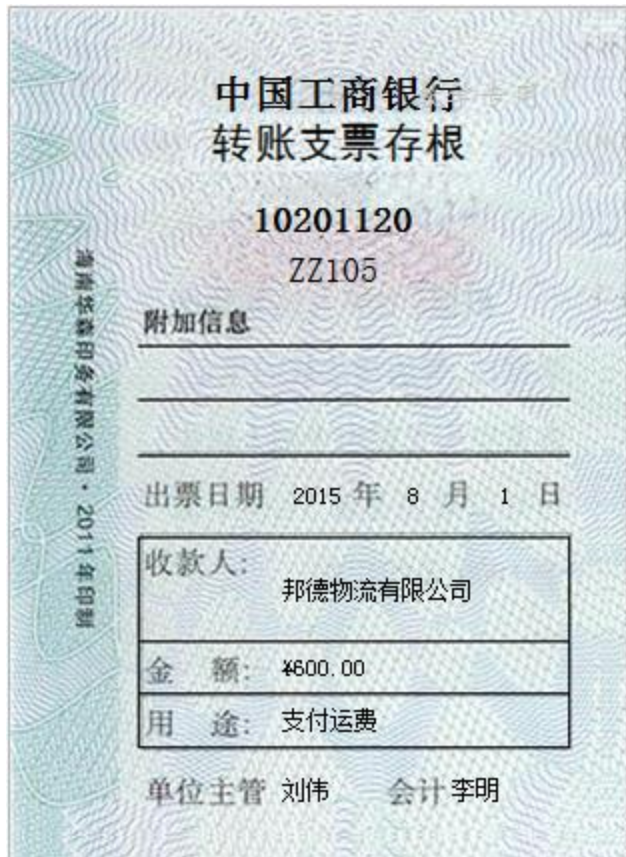 中国工商银行
转账支票存根
10201120
ZZ105
附加信息
出票日期 2015 年 8 月 1 日
收款人:
邦德物流有限公司
金 额: ¥600.00
用 途: 支付运费
单位主管 刘伟 会计 李明
海南华森印务有限公司·2011年印制